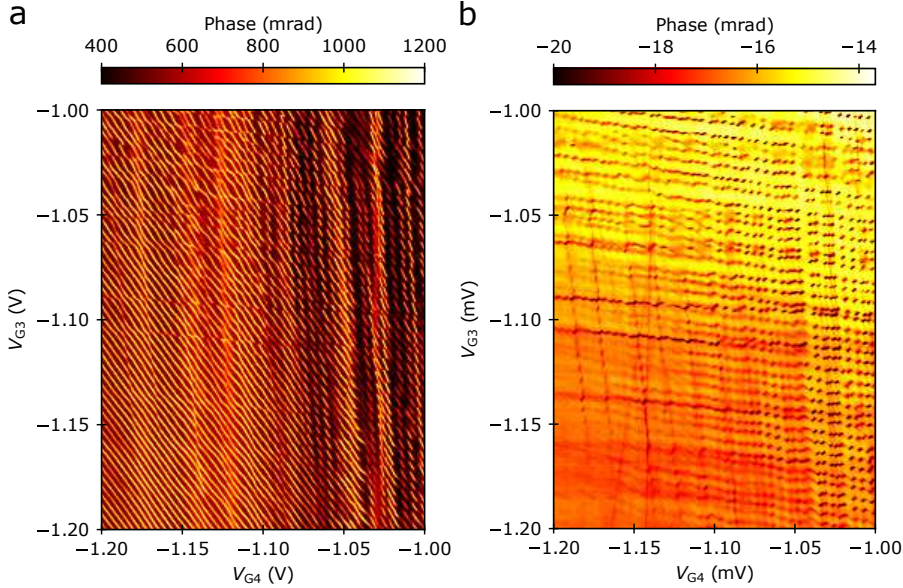 a
Phase (mrad)
400 600 800 1000 1200
−1.00
−1.05
−1.10
−1.15
−1.20
VG3 (V)
−1.20 −1.15 −1.10 −1.05 −1.00
VG4 (V)
b
Phase (mrad)
−20 −18 −16 −14
−1.00
−1.05
−1.10
−1.15
−1.20
VG3 (mV)
−1.20 −1.15 −1.10 −1.05 −1.00
VG4 (mV)